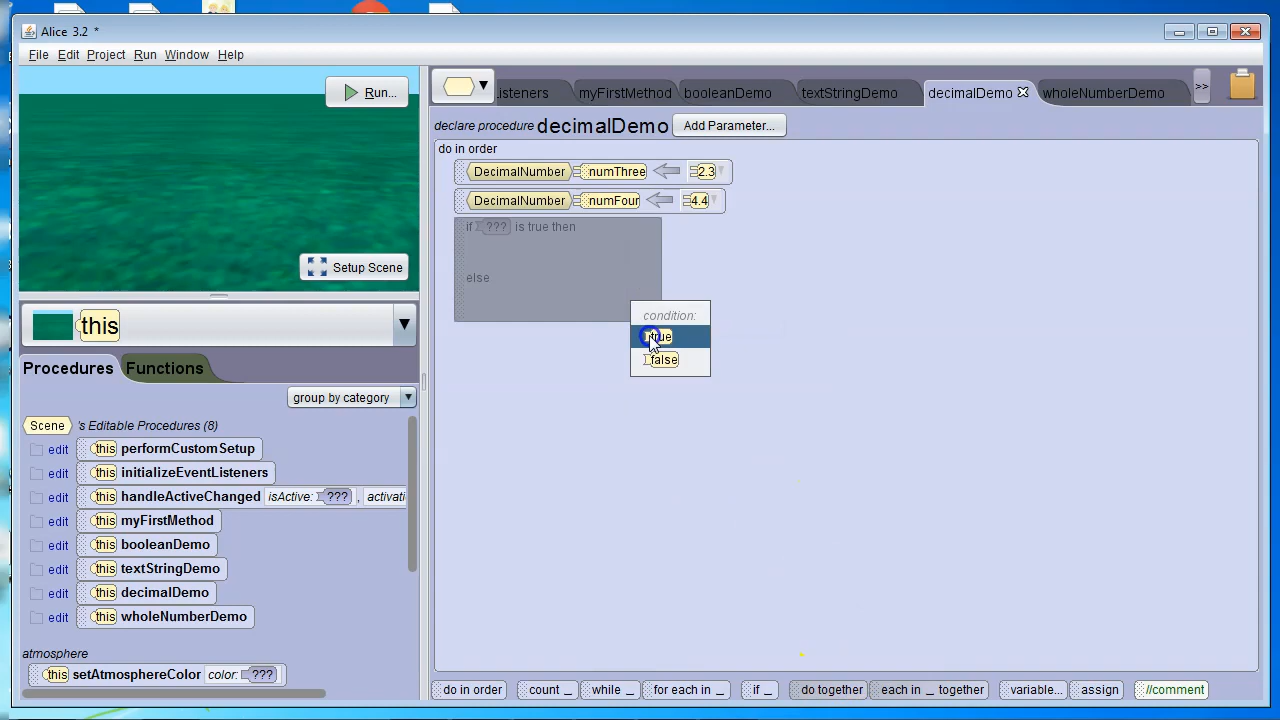 Alice 3.2 *
File Edit Project Run Window Help
Run...
Setup Scene
this
Procedures Functions
group by category
Scene 's Editable Procedures (8)
edit this performCustomSetup
edit this initializeEventListeners
edit this handleActiveChanged isActive: ??? , activati
edit this myFirstMethod
edit this booleanDemo
edit this textStringDemo
edit this decimalDemo
edit this wholeNumberDemo
atmosphere
this setAtmosphereColor color: ???
isteners myFirstMethod booleanDemo textStringDemo decimalDemo wholeNumberDemo >>
declare procedure decimalDemo Add Parameter...
do in order
DecimalNumber numThree 2.3
DecimalNumber numFour 4.4
if ??? is true then
else
condition:
true
false
do in order count _ while _ for each in _ if _ do together each in _ together variable... assign //comment